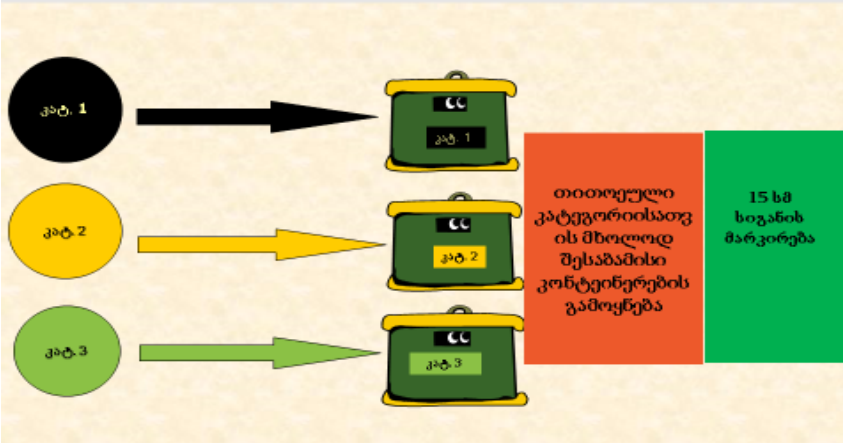 კატ. 1
კატ. 1
კატ. 2
კატ. 2
კატ. 3
კატ. 3
თითოეული
კატეგორიისათვ
ის მხოლოდ
შესაბამისი
კონტეინერების
გამოყნება
15 სმ
სიგანის
მარკირება